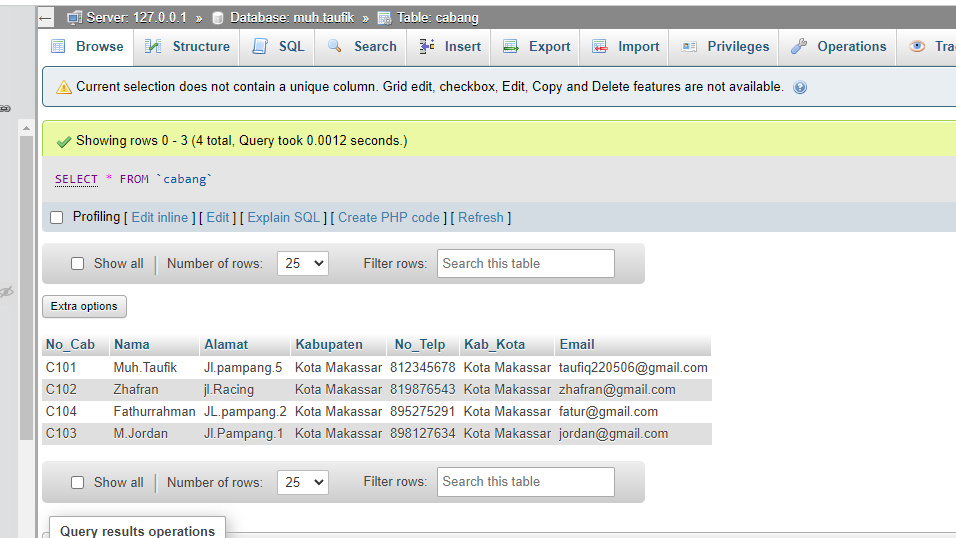 Server: 127.0.0.1 » Database: muh.taufik » Table: cabang
Browse Structure SQL Search Insert Export Import Privileges Operations
Current selection does not contain a unique column. Grid edit, checkbox, Edit, Copy and Delete features are not available.
Showing rows 0 - 3 (4 total, Query took 0.0012 seconds.)
SELECT * FROM `cabang`
Profiling [ Edit inline ] [ Edit ] [ Explain SQL ] [ Create PHP code ] [ Refresh ]
Show all Number of rows: 25 Filter rows: Search this table
Extra options
No_Cab Nama Alamat Kabupaten No_Telp Kab_Kota Email
C101 Muh.Taufik Jl.pampang.5 Kota Makassar 812345678 Kota Makassar taufiq220506@gmail.com
C102 Zhafran jl.Racing Kota Makassar 819876543 Kota Makassar zhafran@gmail.com
C104 Fathurrahman JL.pampang.2 Kota Makassar 895275291 Kota Makassar fatur@gmail.com
C103 M.Jordan Jl.Pampang.1 Kota Makassar 898127634 Kota Makassar jordan@gmail.com
Show all Number of rows: 25 Filter rows: Search this table
Query results operations